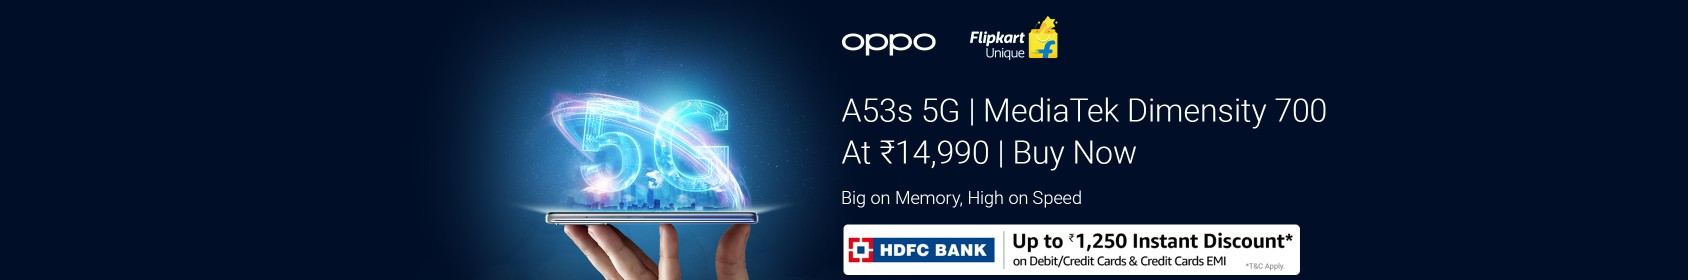 oppo
Flipkart
Unique
5G
A53s 5G | MediaTek Dimensity 700
At ₹14,990 | Buy Now
Big on Memory, High on Speed
HDFC BANK
Up to ₹1,250 Instant Discount*
on Debit/Credit Cards & Credit Cards EMI
*T&C Apply.